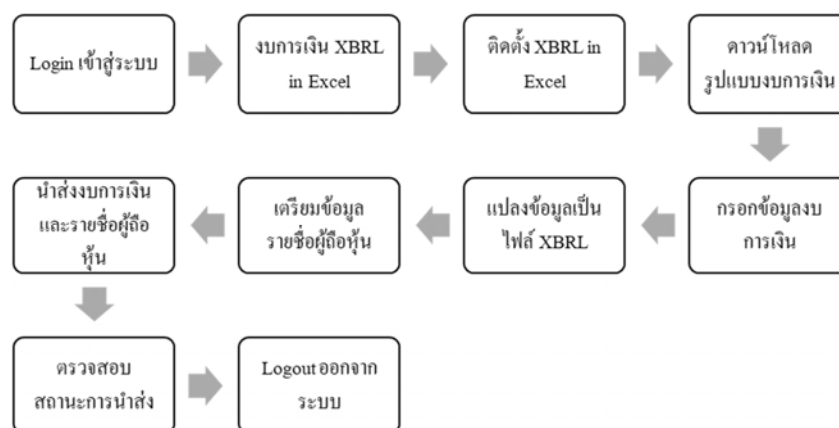 Login เข้าสู่ระบบ
งบการเงิน XBRL
in Excel
ติดตั้ง XBRL in
Excel
ดาวน์โหลด
รูปแบบงบการเงิน
กรอกข้อมูลงบ
การเงิน
แปลงข้อมูลเป็น
ไฟล์ XBRL
เตรียมข้อมูล
รายชื่อผู้ถือหุ้น
นำส่งงบการเงิน
และรายชื่อผู้ถือ
หุ้น
ตรวจสอบ
สถานะการนำส่ง
Logout ออกจาก
ระบบ